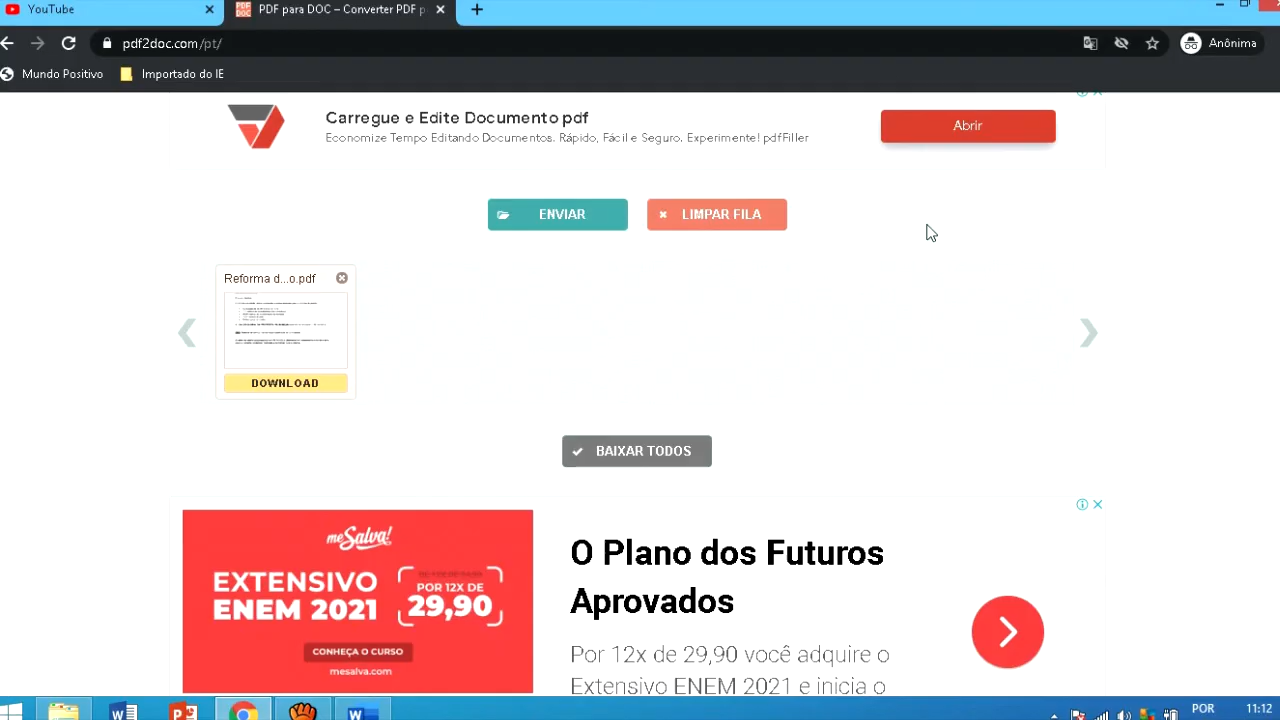 YouTube
PDF para DOC – Converter PDF p
pdf2doc.com/pt/
Anônima
Mundo Positivo
Importado do IE
Carregue e Edite Documento pdf
Economize Tempo Editando Documentos. Rápido, Fácil e Seguro. Experimente! pdfFiller
Abrir
ENVIAR
LIMPAR FILA
Reforma d...o.pdf
DOWNLOAD
BAIXAR TODOS
meSalva!
EXTENSIVO
ENEM 2021
POR 12X DE
29,90
CONHEÇA O CURSO
mesalva.com
O Plano dos Futuros
Aprovados
Por 12x de 29,90 você adquire o
Extensivo ENEM 2021 e inicia o
POR
11:12